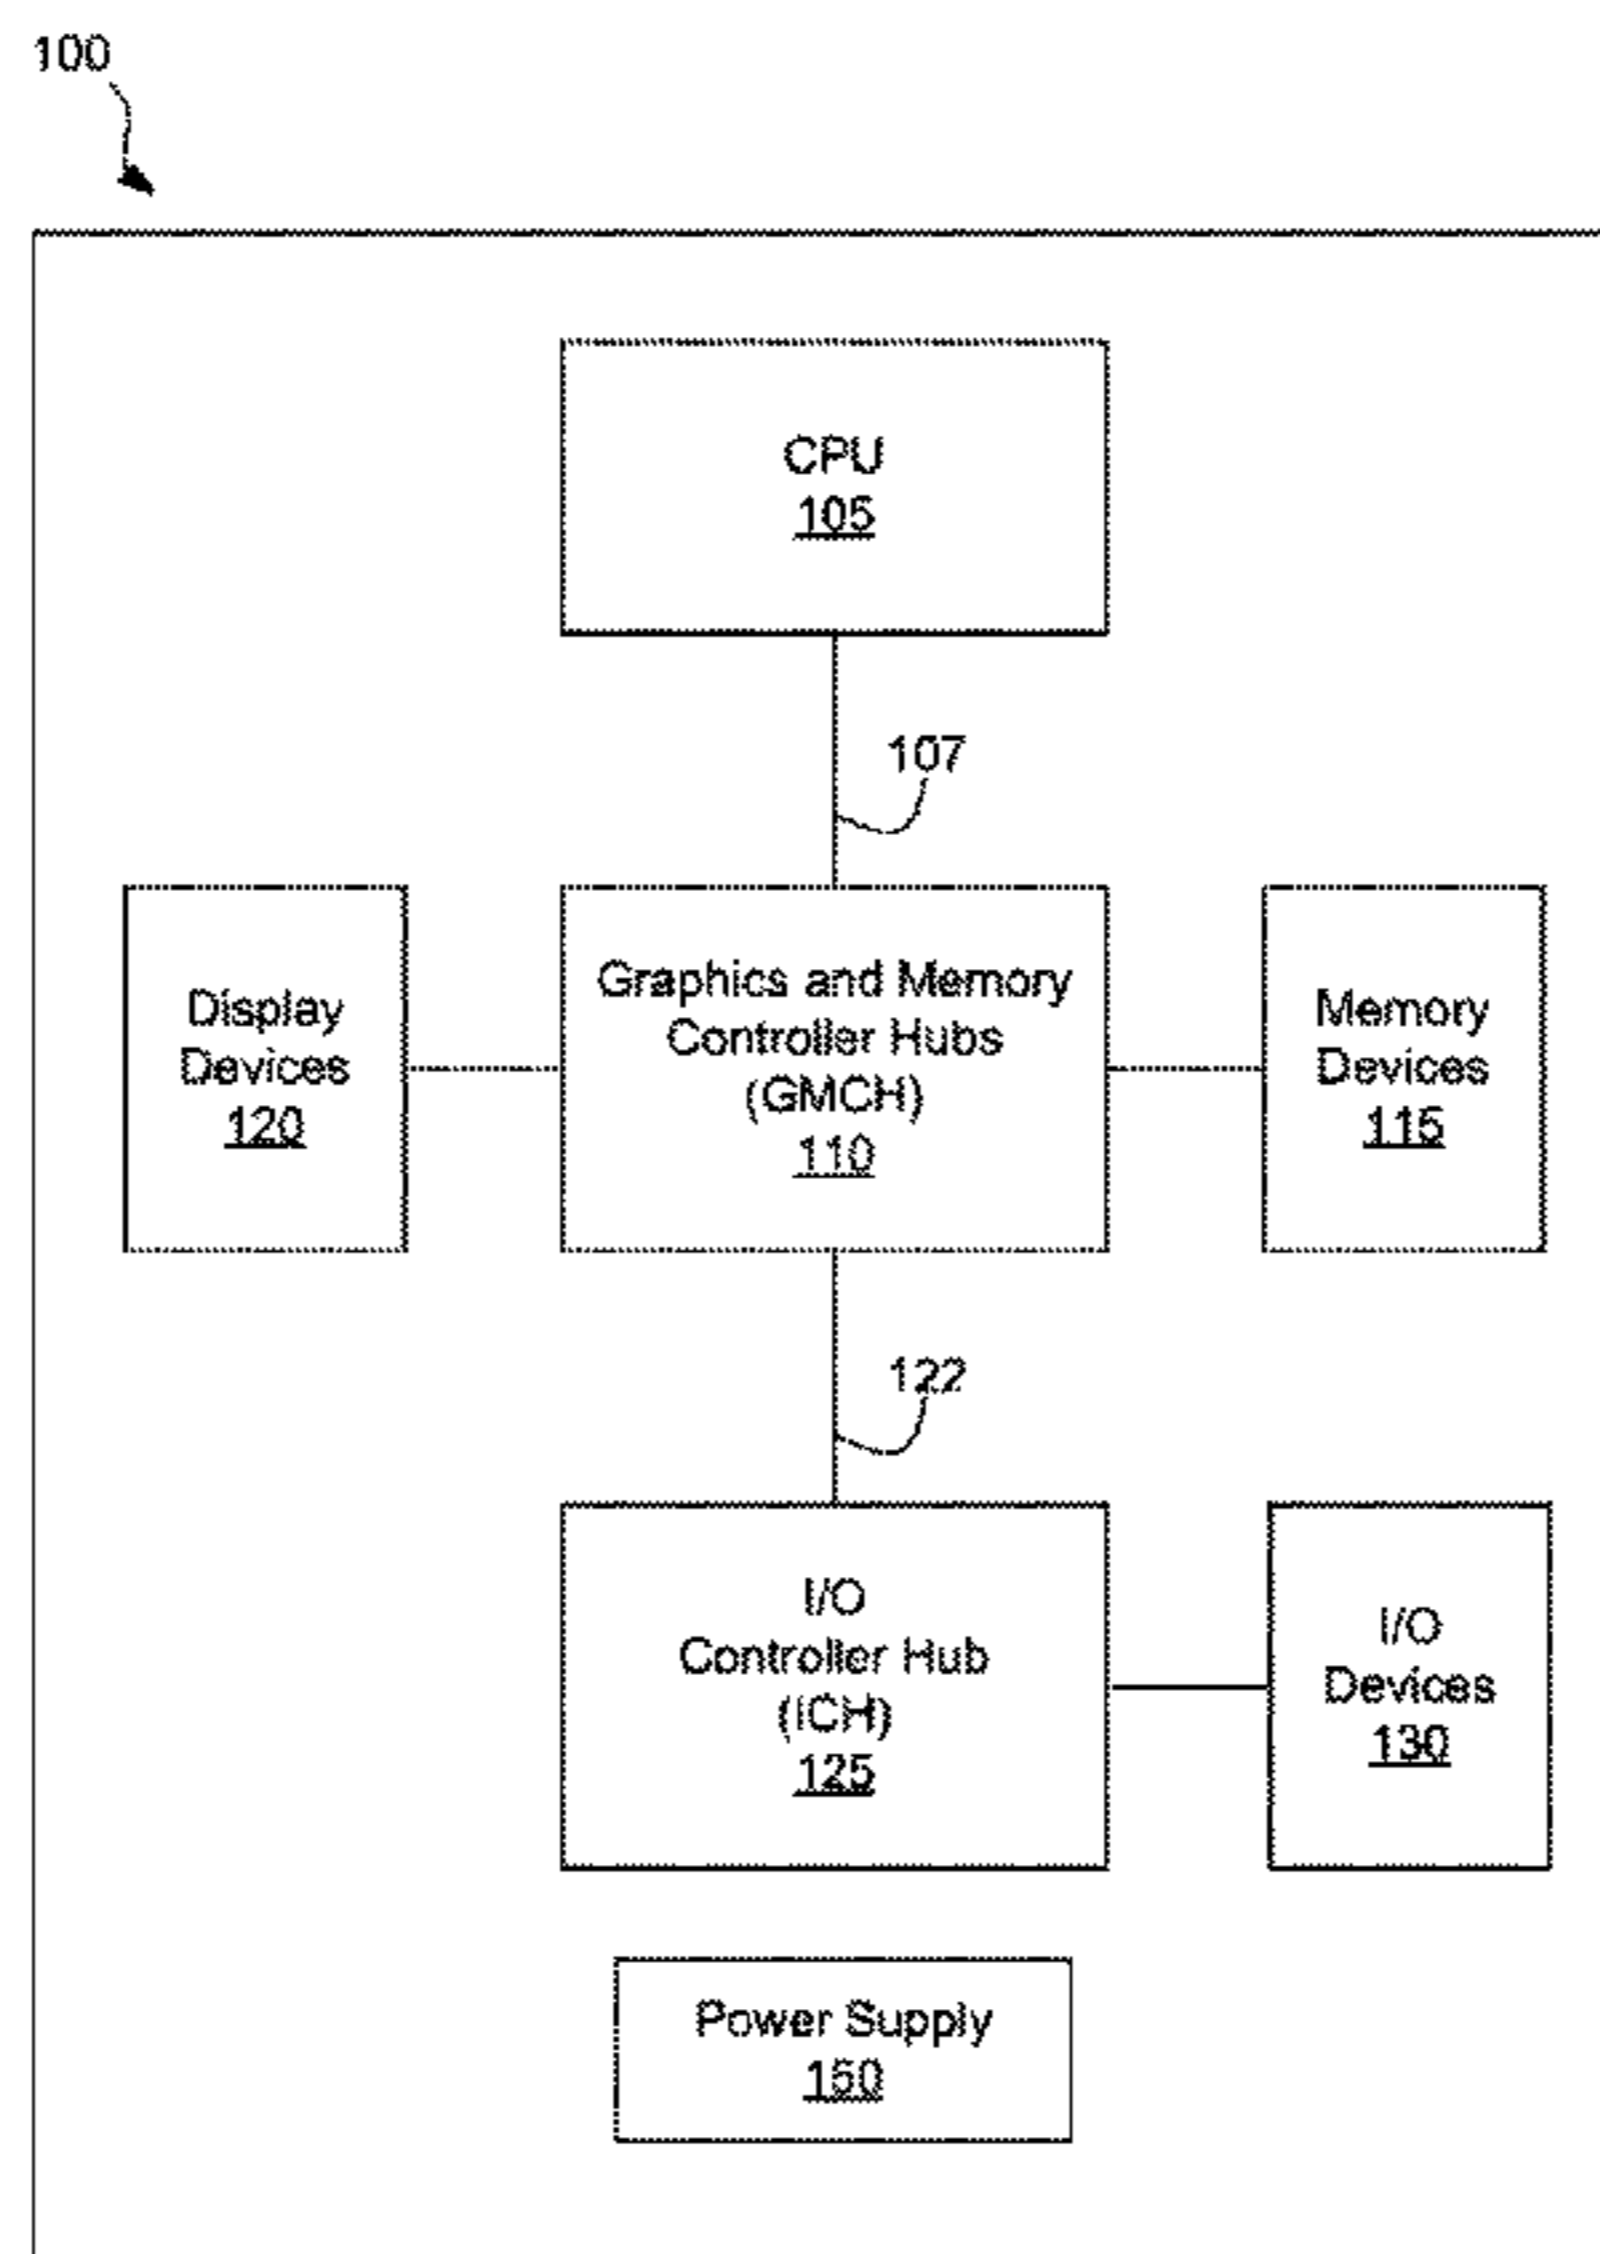 100
CPU
105
107
Display
Devices
120
Graphics and Memory
Controller Hubs
(GMCH)
110
Memory
Devices
115
122
I/O
Controller Hub
(ICH)
125
I/O
Devices
130
Power Supply
150